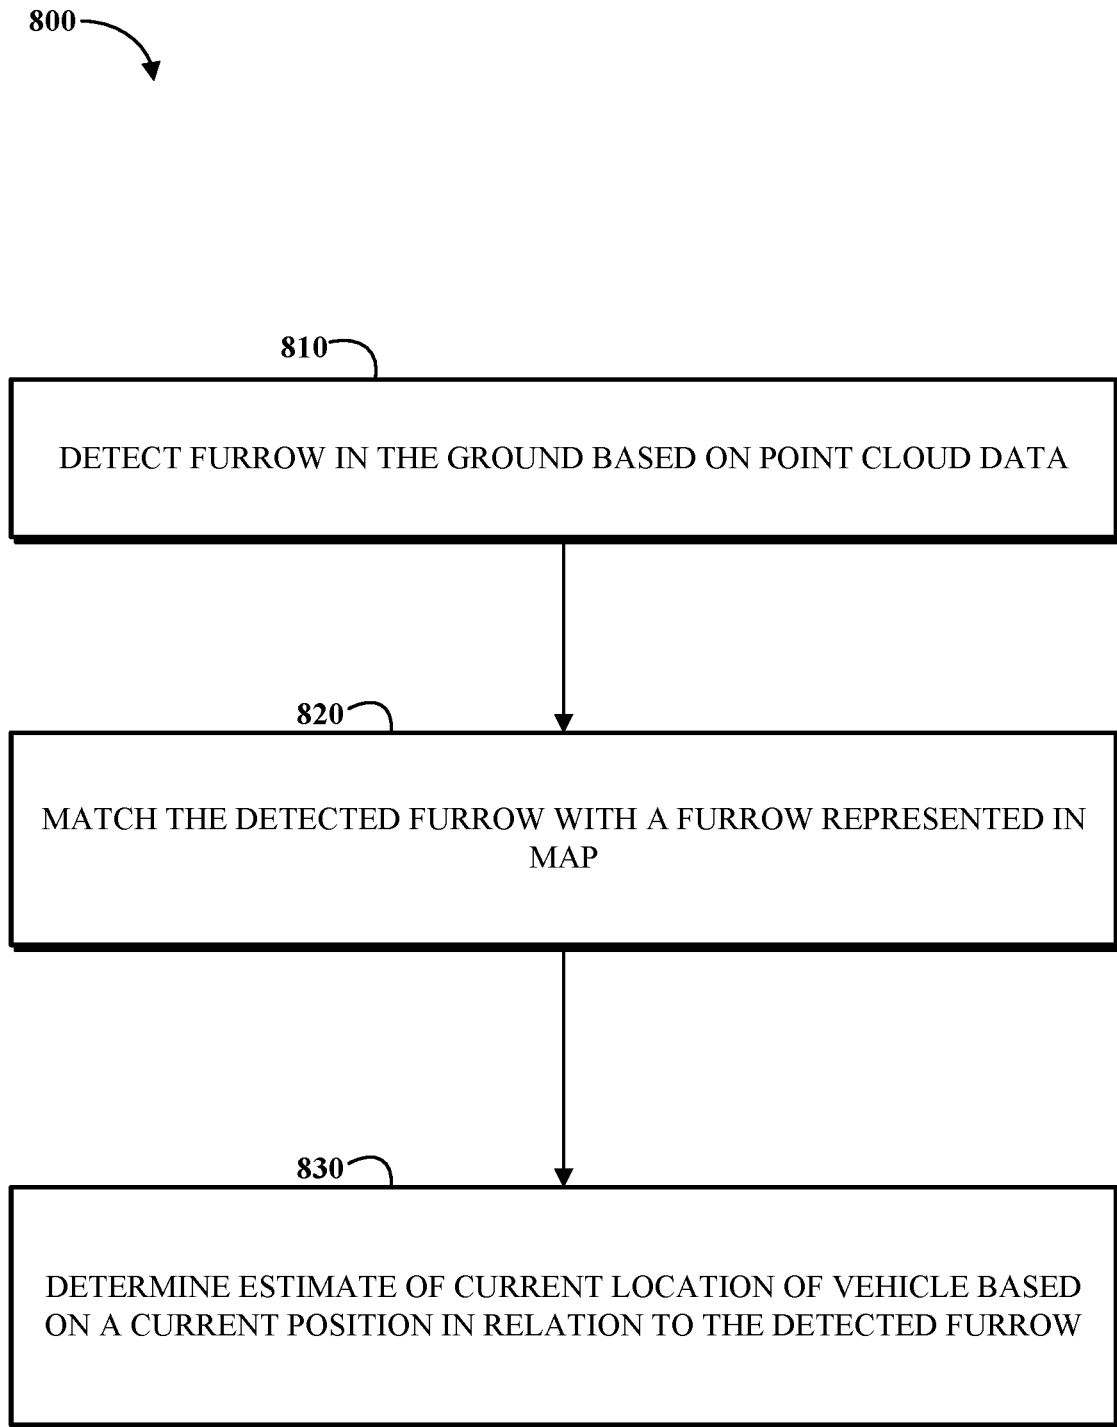 800
810
DETECT FURROW IN THE GROUND BASED ON POINT CLOUD DATA
820
MATCH THE DETECTED FURROW WITH A FURROW REPRESENTED IN
MAP
830
DETERMINE ESTIMATE OF CURRENT LOCATION OF VEHICLE BASED
ON A CURRENT POSITION IN RELATION TO THE DETECTED FURROW